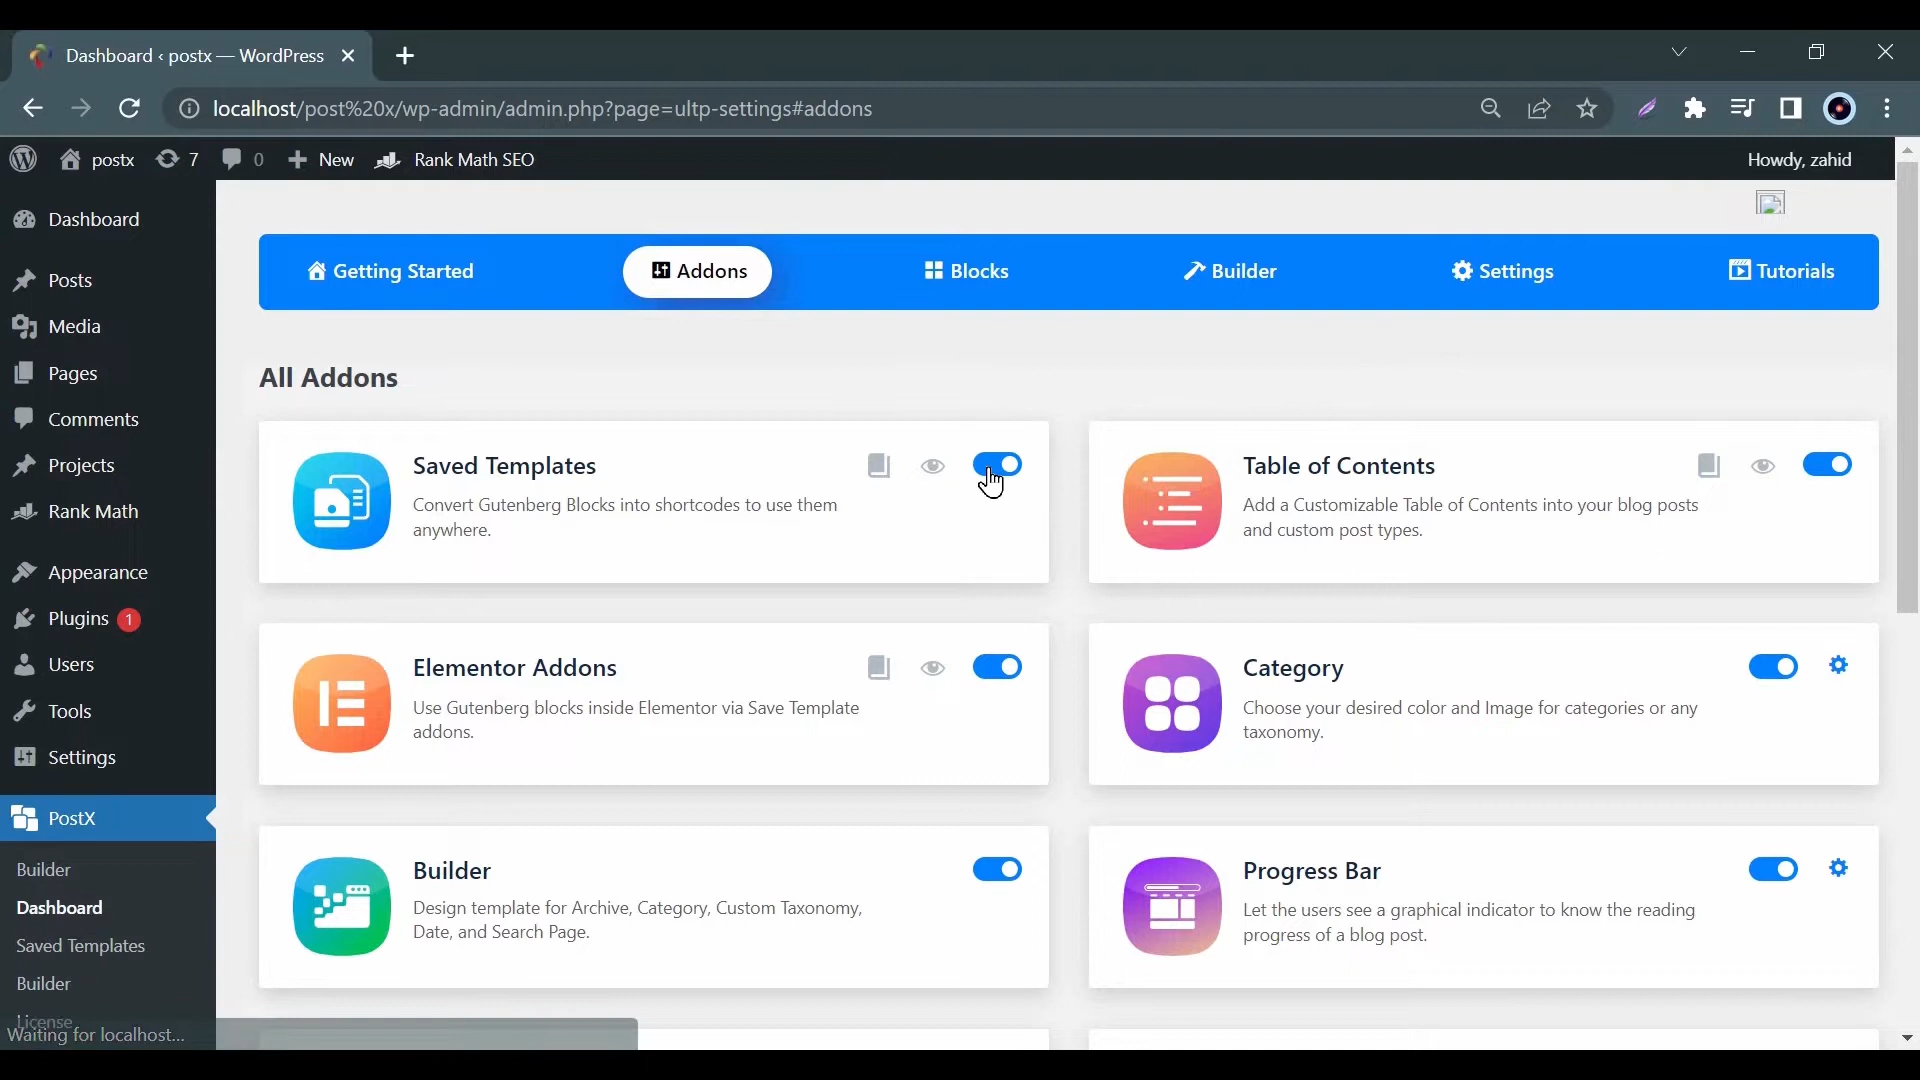 Dashboard ‹ postx — WordPress
localhost/post%20x/wp-admin/admin.php?page=ultp-settings#addons
postx 7 0 New Rank Math SEO Howdy, zahid
Dashboard
Posts
Media
Pages
Comments
Projects
Rank Math
Appearance
Plugins 1
Users
Tools
Settings
PostX
Builder
Dashboard
Saved Templates
Builder
License
Waiting for localhost...
Getting Started Addons Blocks Builder Settings Tutorials
All Addons
Saved Templates
Convert Gutenberg Blocks into shortcodes to use them
anywhere.
Table of Contents
Add a Customizable Table of Contents into your blog posts
and custom post types.
Elementor Addons
Use Gutenberg blocks inside Elementor via Save Template
addons.
Category
Choose your desired color and Image for categories or any
taxonomy.
Builder
Design template for Archive, Category, Custom Taxonomy,
Date, and Search Page.
Progress Bar
Let the users see a graphical indicator to know the reading
progress of a blog post.